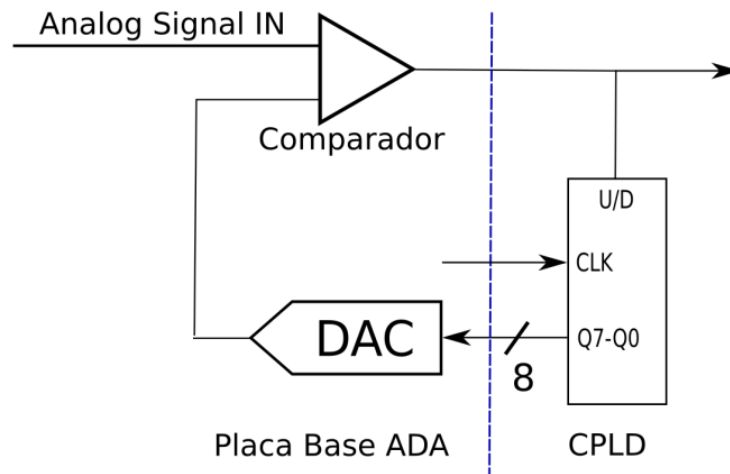 Analog Signal IN
Comparador
U/D
CLK
DAC
Q7-Q0
8
Placa Base ADA
CPLD